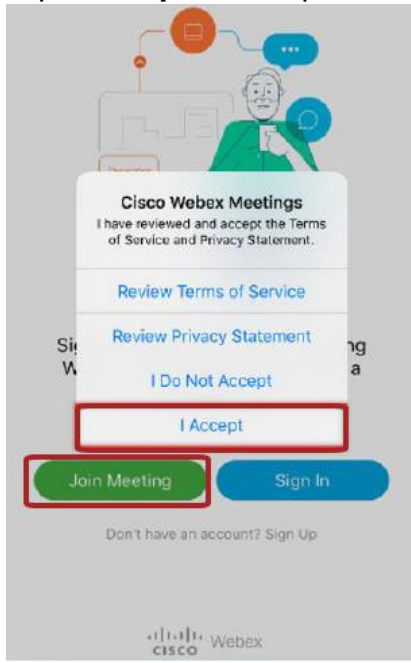 Cisco Webex Meetings
I have reviewed and accept the Terms
of Service and Privacy Statement.
Review Terms of Service
Review Privacy Statement
I Do Not Accept
I Accept
Join Meeting
Sign In
Don't have an account? Sign Up
cisco Webex